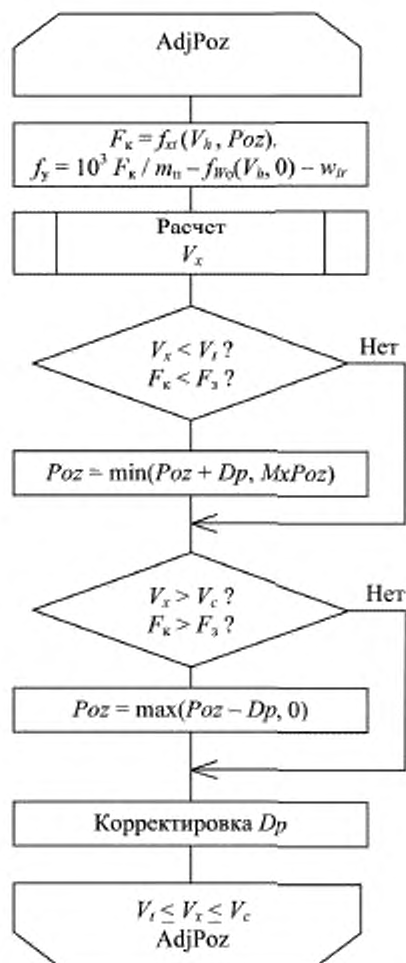 AdjPoz
Fк = fxt(Vh, Poz),
fу = 10³ Fк / mп – fWo(Vh, 0) – wir
Расчет
Vx
Vx < Vt ?
Fк < Fз ?
Нет
Poz = min(Poz + Dp, MxPoz)
Vx > Vc ?
Fк > Fз ?
Нет
Poz = max(Poz – Dp, 0)
Корректировка Dp
Vt ≤ Vx ≤ Vc
AdjPoz